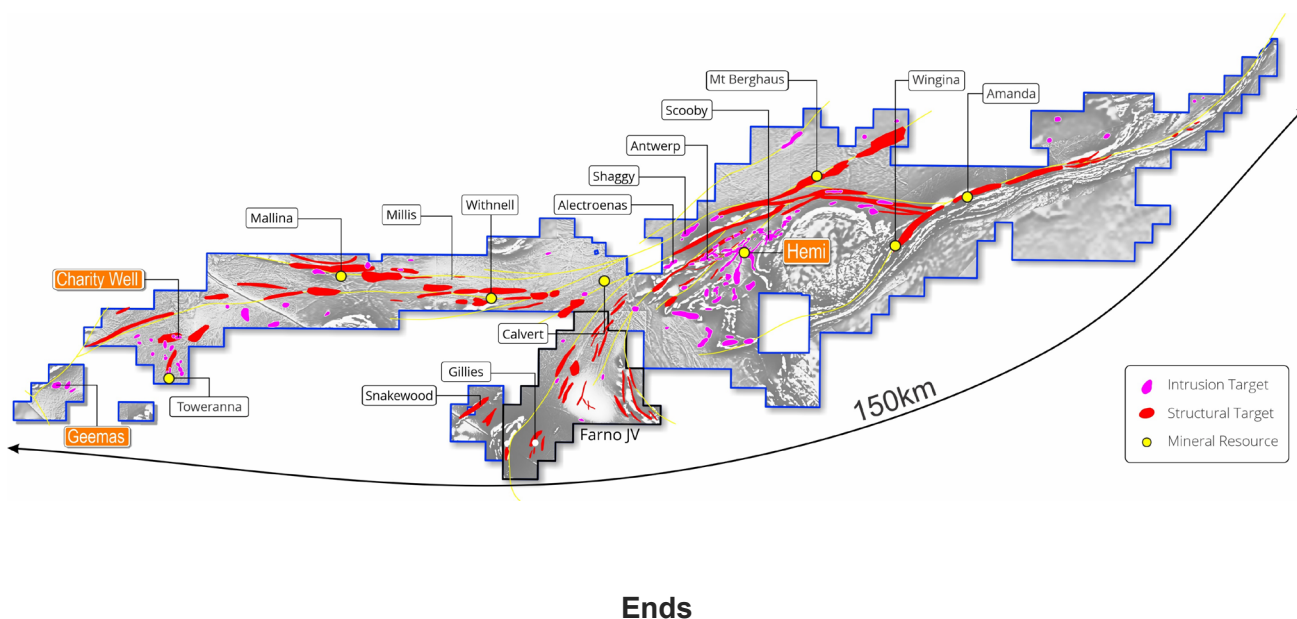 Mt Berghaus
Wingina
Amanda
Scooby
Antwerp
Shaggy
Alectroenas
Withnell
Millis
Mallina
Hemi
Charity Well
Calvert
Gillies
Snakewood
Toweranna
Geemas
Farno JV
150km
Intrusion Target
Structural Target
Mineral Resource
Ends